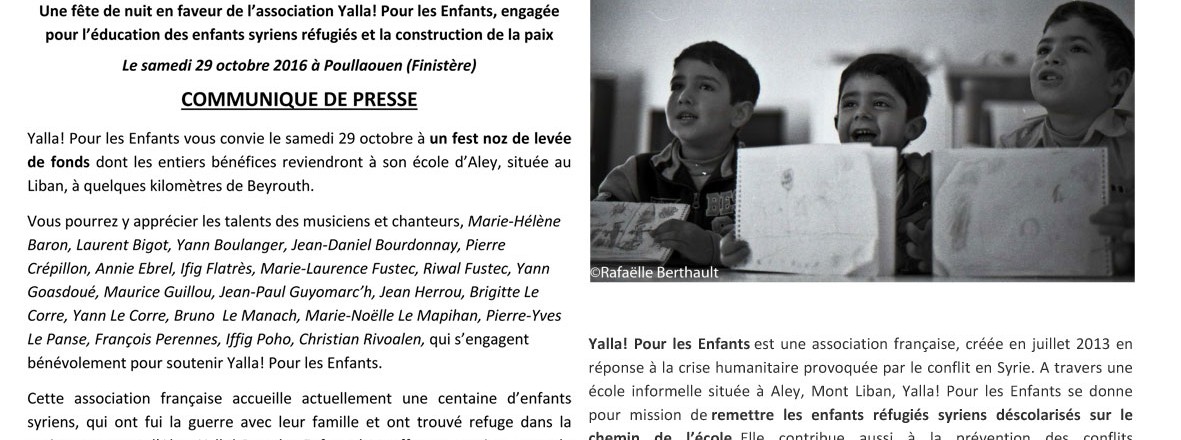 Une fête de nuit en faveur de l’association Yalla! Pour les Enfants, engagée
pour l’éducation des enfants syriens réfugiés et la construction de la paix
Le samedi 29 octobre 2016 à Poullaouen (Finistère)
COMMUNIQUE DE PRESSE
Yalla! Pour les Enfants vous convie le samedi 29 octobre à un fest noz de levée
de fonds dont les entiers bénéfices reviendront à son école d’Aley, située au
Liban, à quelques kilomètres de Beyrouth.
Vous pourrez y apprécier les talents des musiciens et chanteurs, Marie-Hélène
Baron, Laurent Bigot, Yann Boulanger, Jean-Daniel Bourdonnay, Pierre
Crépillon, Annie Ebrel, Ifig Flatrès, Marie-Laurence Fustec, Riwal Fustec, Yann
Goasdoué, Maurice Guillou, Jean-Paul Guyomarc’h, Jean Herrou, Brigitte Le
Corre, Yann Le Corre, Bruno Le Manach, Marie-Noëlle Le Mapihan, Pierre-Yves
Le Panse, François Perennes, Iffig Poho, Christian Rivoalen, qui s’engagent
bénévolement pour soutenir Yalla! Pour les Enfants.
Cette association française accueille actuellement une centaine d’enfants
syriens, qui ont fui la guerre avec leur famille et ont trouvé refuge dans la
©Rafaëlle Berthault
Yalla! Pour les Enfants est une association française, créée en juillet 2013 en
réponse à la crise humanitaire provoquée par le conflit en Syrie. A travers une
école informelle située à Aley, Mont Liban, Yalla! Pour les Enfants se donne
pour mission de remettre les enfants réfugiés syriens déscolarisés sur le
chemin de l’école. Elle contribue aussi à la prévention des conflits